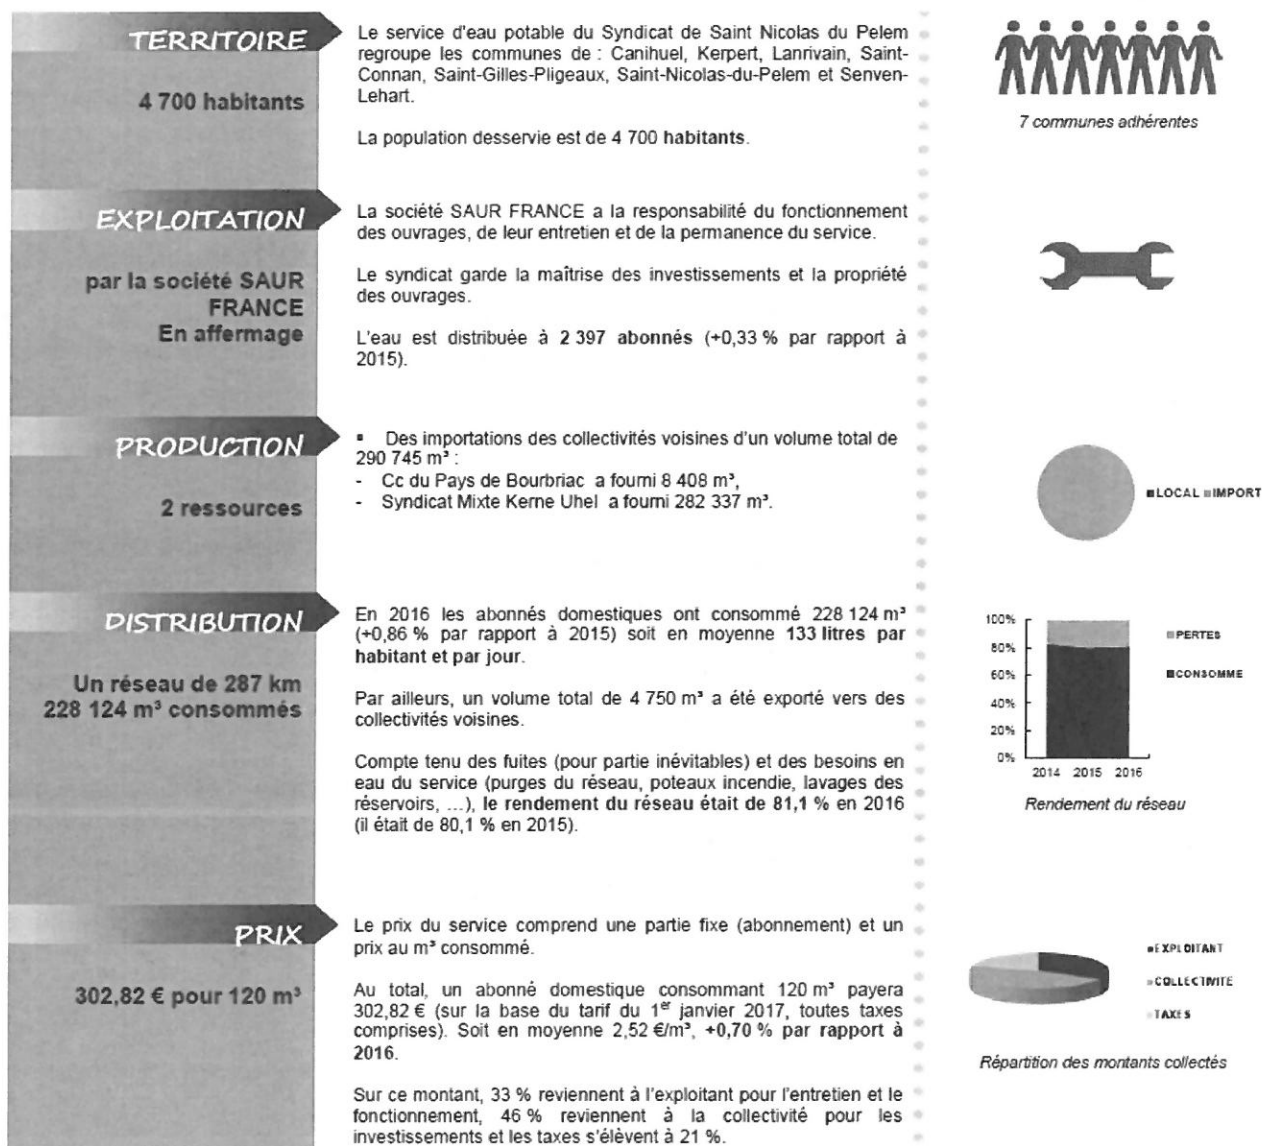 TERRITOIRE
4 700 habitants
Le service d'eau potable du Syndicat de Saint Nicolas du Pelem
regroupe les communes de : Canihuel, Kerpert, Lanrivain, Saint-
Connan, Saint-Gilles-Pligeaux, Saint-Nicolas-du-Pelem et Senven-
Lehart.
La population desservie est de 4 700 habitants.
7 communes adhérentes
EXPLOITATION
par la société SAUR
FRANCE
En affermage
La société SAUR FRANCE a la responsabilité du fonctionnement
des ouvrages, de leur entretien et de la permanence du service.
Le syndicat garde la maîtrise des investissements et la propriété
des ouvrages.
L'eau est distribuée à 2 397 abonnés (+0,33 % par rapport à
2015).
PRODUCTION
2 ressources
▪ Des importations des collectivités voisines d'un volume total de
290 745 m³ :
- Cc du Pays de Bourbriac a fourni 8 408 m³,
- Syndicat Mixte Kerne Uhel a fourni 282 337 m³.
LOCAL IMPORT
DISTRIBUTION
Un réseau de 287 km
228 124 m³ consommés
En 2016 les abonnés domestiques ont consommé 228 124 m³
(+0,86 % par rapport à 2015) soit en moyenne 133 litres par
habitant et par jour.
Par ailleurs, un volume total de 4 750 m³ a été exporté vers des
collectivités voisines.
Compte tenu des fuites (pour partie inévitables) et des besoins en
eau du service (purges du réseau, poteaux incendie, lavages des
réservoirs, …), le rendement du réseau était de 81,1 % en 2016
(il était de 80,1 % en 2015).
100%
80%
60%
40%
20%
0%
2014 2015 2016
PERTES
CONSOMME
Rendement du réseau
PRIX
302,82 € pour 120 m³
Le prix du service comprend une partie fixe (abonnement) et un
prix au m³ consommé.
Au total, un abonné domestique consommant 120 m³ payera
302,82 € (sur la base du tarif du 1er janvier 2017, toutes taxes
comprises). Soit en moyenne 2,52 €/m³, +0,70 % par rapport à
2016.
Sur ce montant, 33 % reviennent à l'exploitant pour l'entretien et le
fonctionnement, 46 % reviennent à la collectivité pour les
investissements et les taxes s'élèvent à 21 %.
EXPLOITANT
COLLECTIVITE
TAXES
Répartition des montants collectés